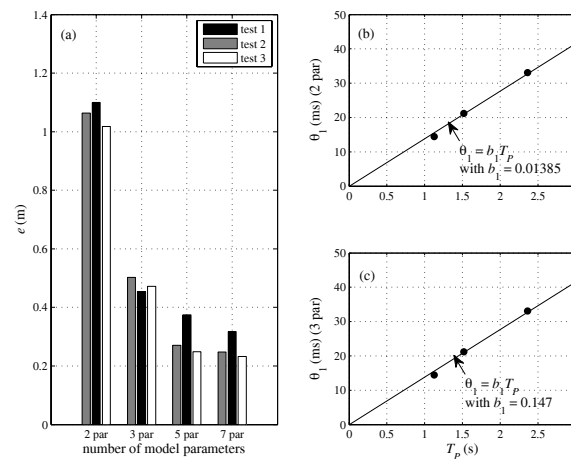 (a)
test 1
test 2
test 3
1.4
1.2
1
0.8
0.6
0.4
0.2
0
e (m)
2 par 3 par 5 par 7 par
number of model parameters
(b)
50
40
30
20
10
0
θ₁ (ms) (2 par)
θ₁ = b₁T_P
with b₁ = 0.01385
0 0.5 1 1.5 2 2.5
(c)
50
40
30
20
10
0
θ₁ (ms) (3 par)
θ₁ = b₁T_P
with b₁ = 0.147
0 0.5 1 1.5 2 2.5
T_P (s)